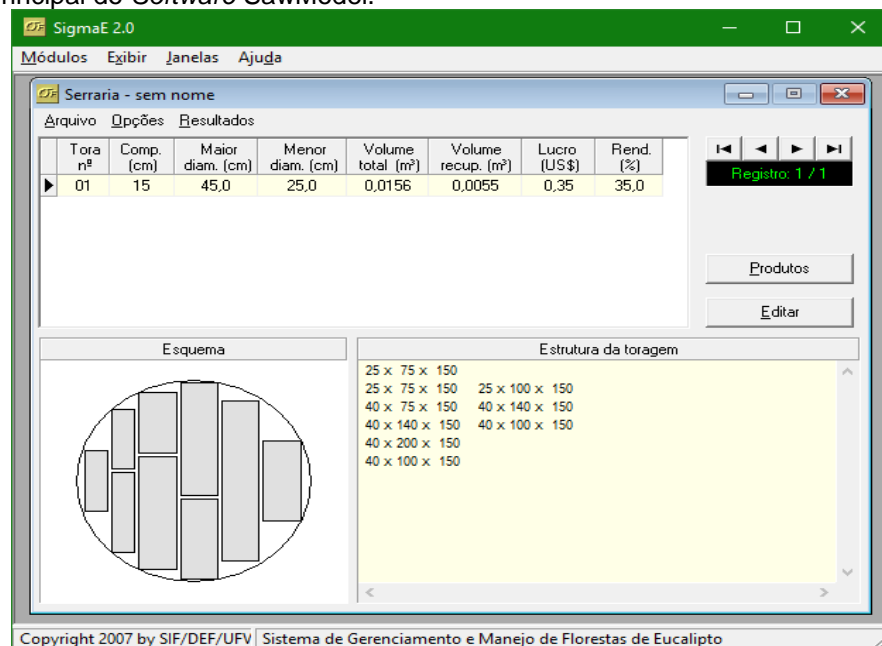 principal do Software SawModel.
SigmaE 2.0
Módulos Exibir Janelas Ajuda
Serraria - sem nome
Arquivo Opções Resultados
Tora nº Comp. (cm) Maior diam. (cm) Menor diam. (cm) Volume total (m³) Volume recup. (m³) Lucro (US$) Rend. (%)
01 15 45,0 25,0 0,0156 0,0055 0,35 35,0
Registro: 1 / 1
Produtos
Editar
Esquema
Estrutura da toragem
25 x 75 x 150
25 x 75 x 150 25 x 100 x 150
40 x 75 x 150 40 x 140 x 150
40 x 140 x 150 40 x 100 x 150
40 x 200 x 150
40 x 100 x 150
Copyright 2007 by SIF/DEF/UFV Sistema de Gerenciamento e Manejo de Florestas de Eucalipto